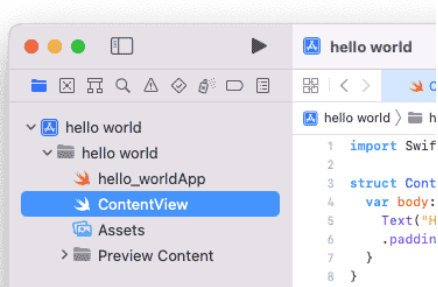 hello world
hello world
hello world
hello_worldApp
ContentView
Assets
Preview Content
hello world
1 import Swif
2
3 struct Cont
4 var body:
5 Text("H
6 .paddin
7 }
8 }